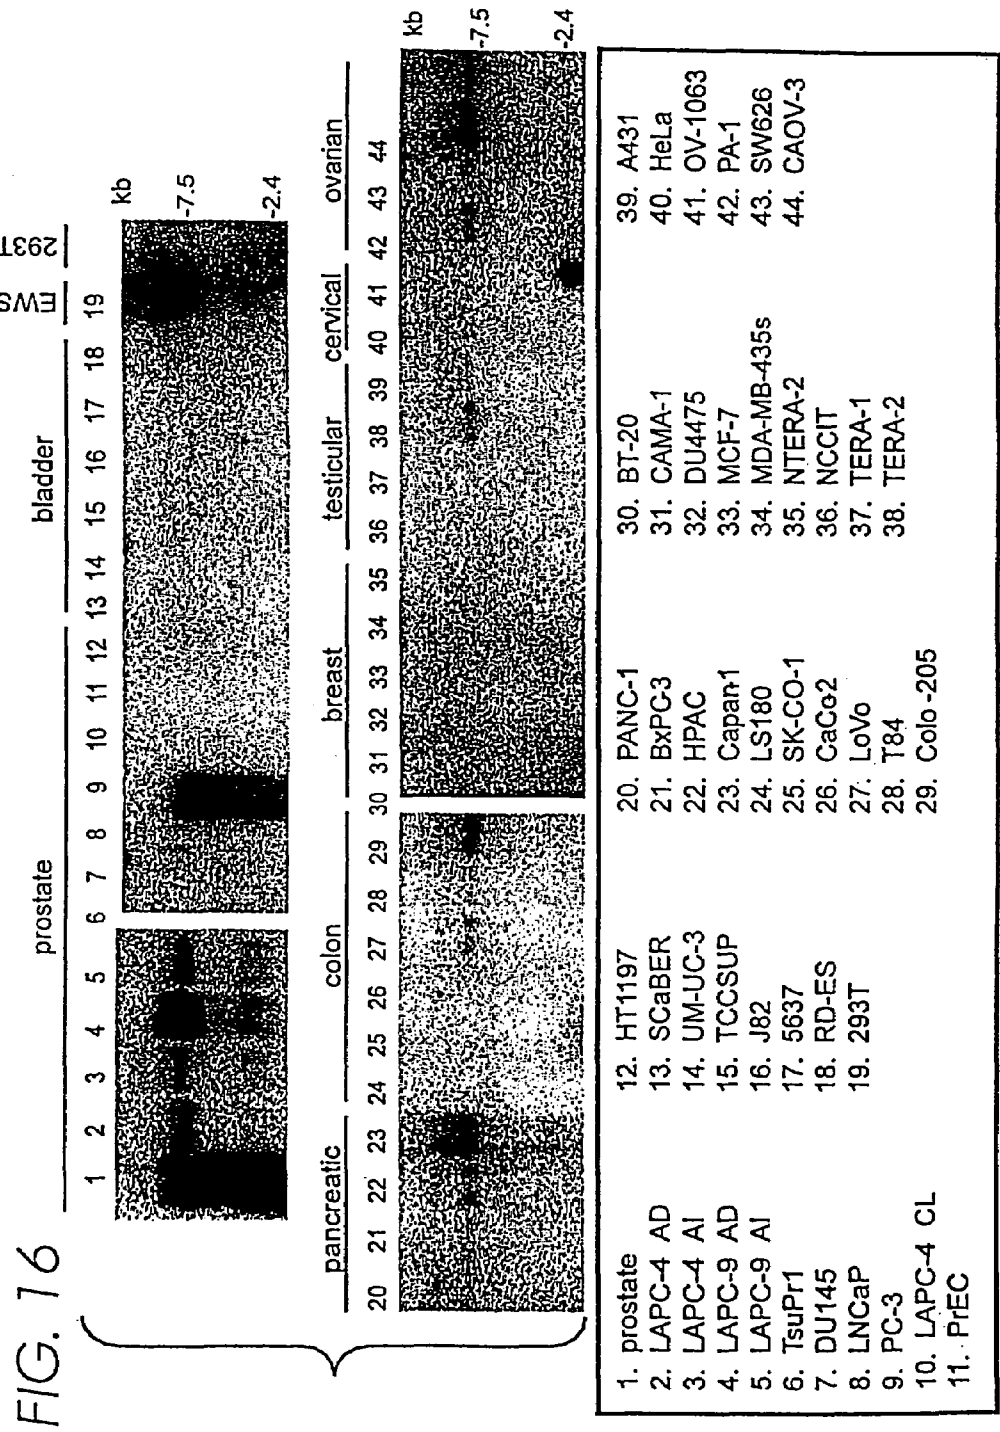 FIG. 16
prostate bladder EWS 293T
1 2 3 4 5 6 7 8 9 10 11 12 13 14 15 16 17 18 19
kb
-7.5
-2.4
pancreatic colon breast testicular cervical ovarian
20 21 22 23 24 25 26 27 28 29 30 31 32 33 34 35 36 37 38 39 40 41 42 43 44
kb
-7.5
-2.4
1. prostate
2. LAPC-4 AD
3. LAPC-4 AI
4. LAPC-9 AD
5. LAPC-9 AI
6. TsuPr1
7. DU145
8. LNCaP
9. PC-3
10. LAPC-4 CL
11. PrEC
12. HT1197
13. SCaBER
14. UM-UC-3
15. TCCSUP
16. J82
17. 5637
18. RD-ES
19. 293T
20. PANC-1
21. BxPC-3
22. HPAC
23. Capan-1
24. LS180
25. SK-CO-1
26. CaCo-2
27. LoVo
28. T84
29. Colo-205
30. BT-20
31. CAMA-1
32. DU4475
33. MCF-7
34. MDA-MB-435s
35. NTERA-2
36. NCCIT
37. TERA-1
38. TERA-2
39. A431
40. HeLa
41. OV-1063
42. PA-1
43. SW626
44. CAOV-3